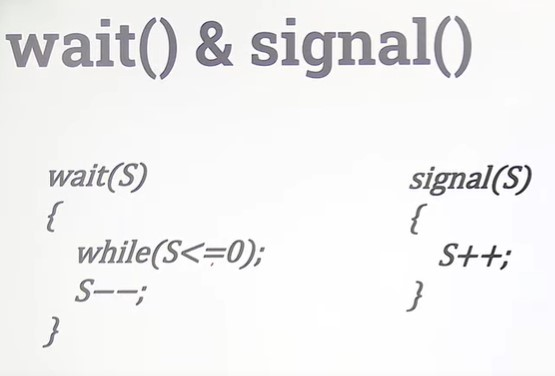 wait() & signal()
wait(S)
{
while(S<=0);
S--;
}
signal(S)
{
S++;
}